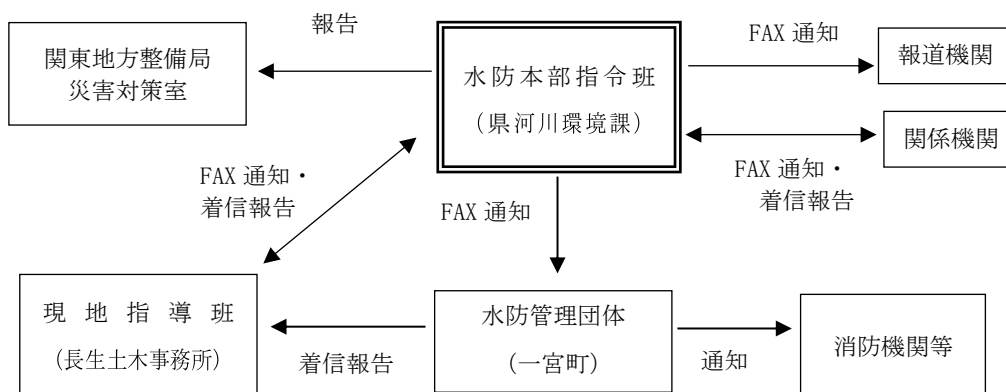 報告
FAX 通知
関東地方整備局
災害対策室
水防本部指令班
（県河川環境課）
報道機関
関係機関
FAX 通知・
着信報告
FAX 通知・
着信報告
FAX 通知
現地指導班
（長生土木事務所）
水防管理団体
（一宮町）
消防機関等
着信報告
通知